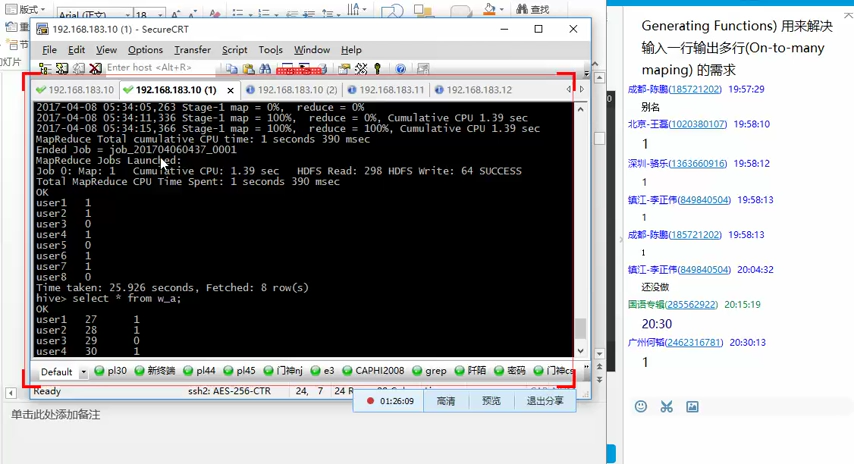 版式
Arial (正文)
18
查找
重
节
灯片
192.168.183.10 (1) - SecureCRT
File Edit View Options Transfer Script Tools Window Help
Enter host <Alt+R>
192.168.183.10
192.168.183.10 (1)
192.168.183.10 (2)
192.168.183.11
192.168.183.12
2017-04-08 05:34:05,263 Stage-1 map = 0%, reduce = 0%
2017-04-08 05:34:11,336 Stage-1 map = 100%, reduce = 0%, Cumulative CPU 1.39 sec
2017-04-08 05:34:15,366 Stage-1 map = 100%, reduce = 100%, Cumulative CPU 1.39 sec
MapReduce Total cumulative CPU time: 1 seconds 390 msec
Ended Job = job_201704060437_0001
MapReduce Jobs Launched:
Job 0: Map: 1 Cumulative CPU: 1.39 sec HDFS Read: 298 HDFS Write: 64 SUCCESS
Total MapReduce CPU Time Spent: 1 seconds 390 msec
OK
user1 1
user2 1
user3 0
user4 1
user5 0
user6 1
user7 1
user8 0
Time taken: 25.926 seconds, Fetched: 8 row(s)
hive> select * from w_a;
OK
user1 27 1
user2 28 1
user3 29 0
user4 30 1
Default pl30 新终端 pl44 pl45 门神nj e3 CAPHI2008 grep 阡陌 密码 门神cs
Ready
ssh2: AES-256-CTR
24, 7
24 R
01:26:09 高清 预览 退出分享
单击此处添加备注
Generating Functions) 用来解决
输入一行输出多行(On-to-many
maping) 的需求
成都-陈鹏(185721202) 19:57:29
别名
北京-王磊(1020380107) 19:58:10
1
深圳-骆乐(1363660916) 19:58:12
1
镇江-李正伟(849840504) 19:58:13
1
成都-陈鹏(185721202) 19:58:13
1
镇江-李正伟(849840504) 20:04:32
还没做
国语专辑(285562922) 20:15:19
20:30
广州何韬(2462316781) 20:30:13
1